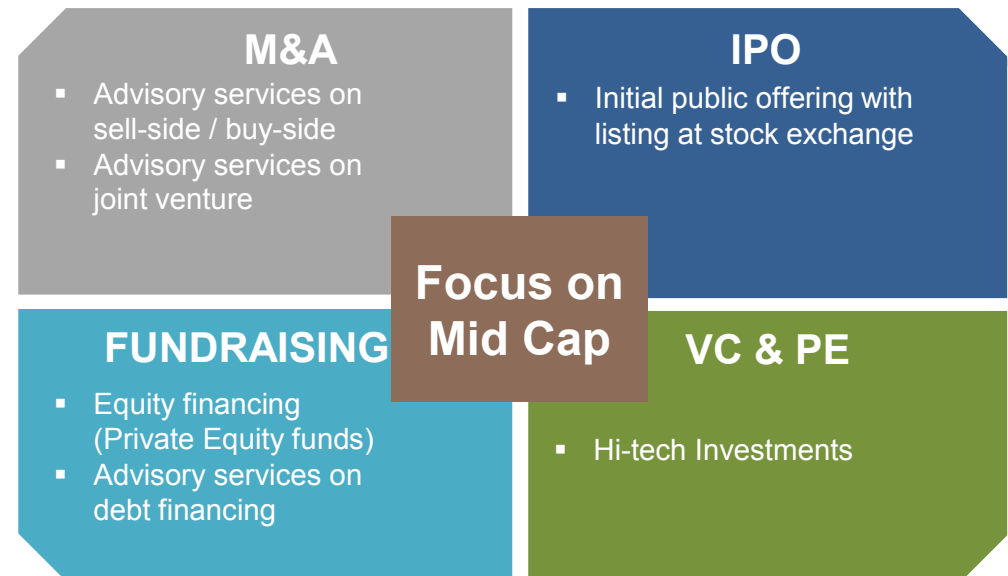 M&A
▪ Advisory services on
sell-side / buy-side
▪ Advisory services on
joint venture
IPO
▪ Initial public offering with
listing at stock exchange
Focus on
Mid Cap
FUNDRAISING
▪ Equity financing
(Private Equity funds)
▪ Advisory services on
debt financing
VC & PE
▪ Hi-tech Investments